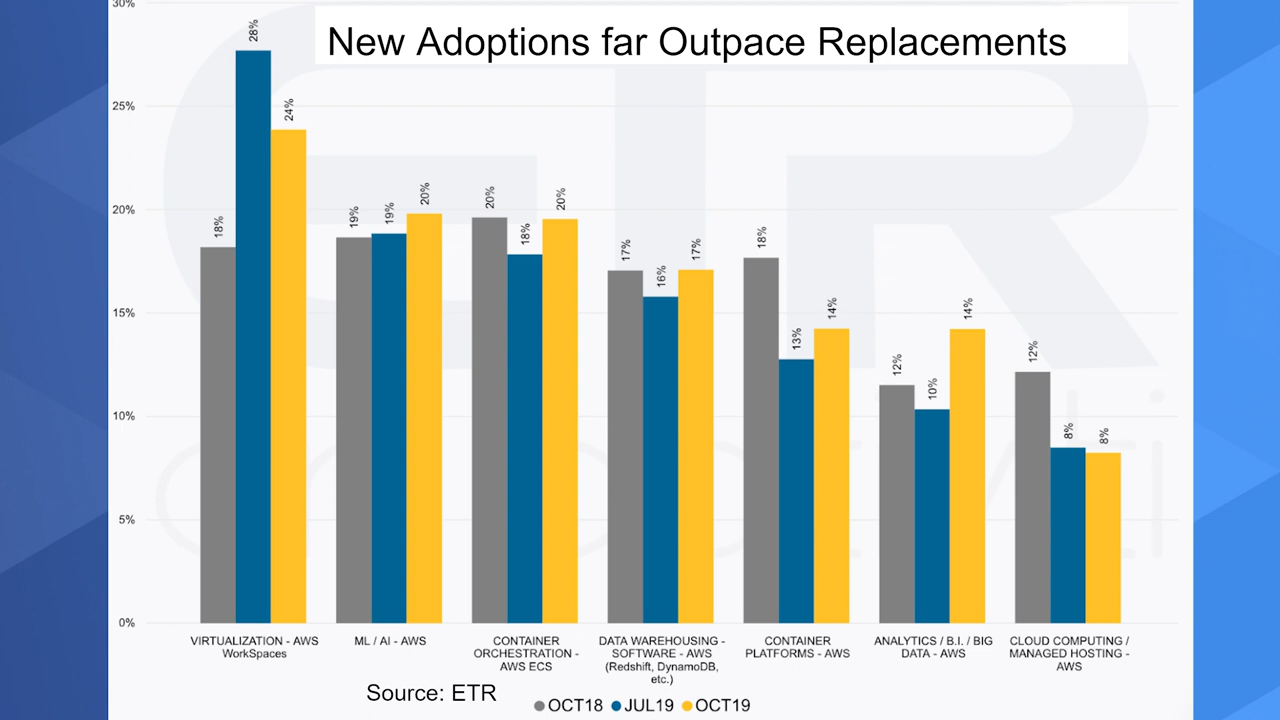 New Adoptions far Outpace Replacements
30%
25%
20%
15%
10%
5%
0%
18%
28%
24%
19%
19%
20%
20%
18%
20%
17%
16%
17%
18%
13%
14%
12%
10%
14%
12%
8%
8%
VIRTUALIZATION - AWS
WorkSpaces
ML / AI - AWS
CONTAINER
ORCHESTRATION -
AWS ECS
DATA WAREHOUSING -
SOFTWARE - AWS
(Redshift, DynamoDB,
etc.)
CONTAINER
PLATFORMS - AWS
ANALYTICS / B.I. / BIG
DATA - AWS
CLOUD COMPUTING /
MANAGED HOSTING -
AWS
Source: ETR
OCT18 JUL19 OCT19
ETR